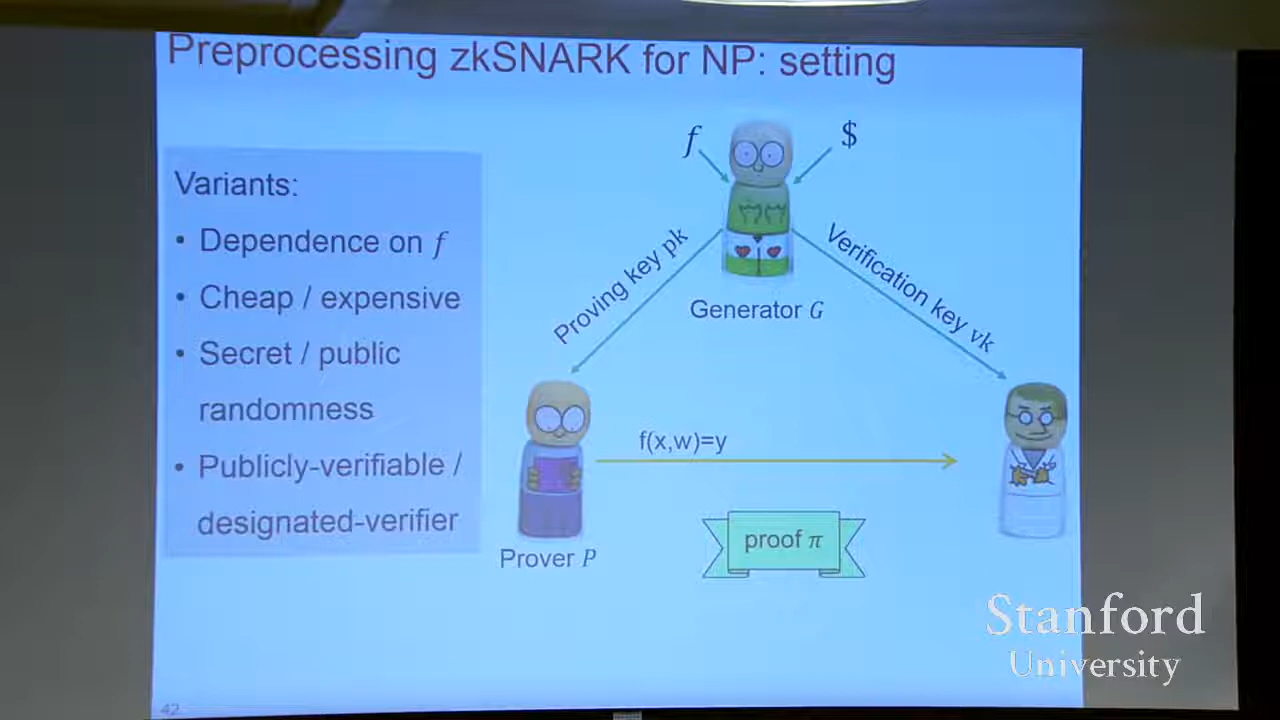 Preprocessing zkSNARK for NP: setting
Variants:
• Dependence on f
• Cheap / expensive
• Secret / public
randomness
• Publicly-verifiable /
designated-verifier
f
$
Proving key pk
Verification key vk
Generator G
f(x,w)=y
proof π
Prover P
Stanford
University
42